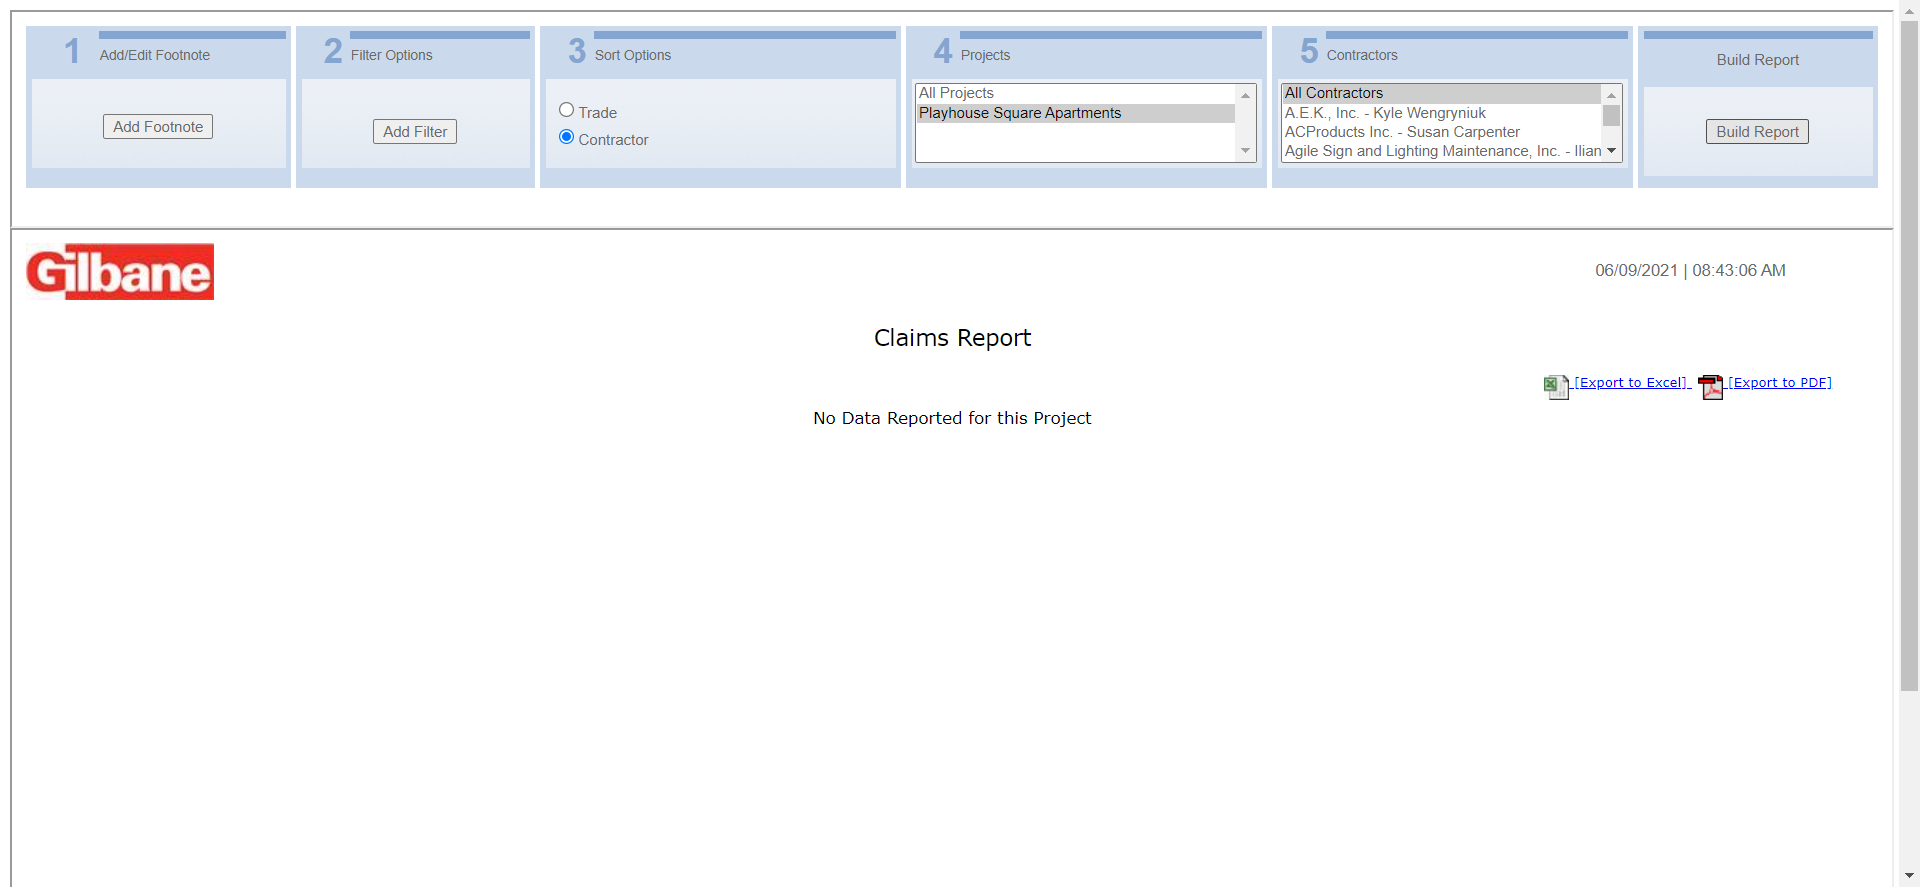 1 Add/Edit Footnote
Add Footnote
2 Filter Options
Add Filter
3 Sort Options
Trade
Contractor
4 Projects
All Projects
Playhouse Square Apartments
5 Contractors
All Contractors
A.E.K., Inc. - Kyle Wengryniuk
ACProducts Inc. - Susan Carpenter
Agile Sign and Lighting Maintenance, Inc. - Ilian
Build Report
Build Report
Gilbane
06/09/2021 | 08:43:06 AM
Claims Report
[Export to Excel] [Export to PDF]
No Data Reported for this Project